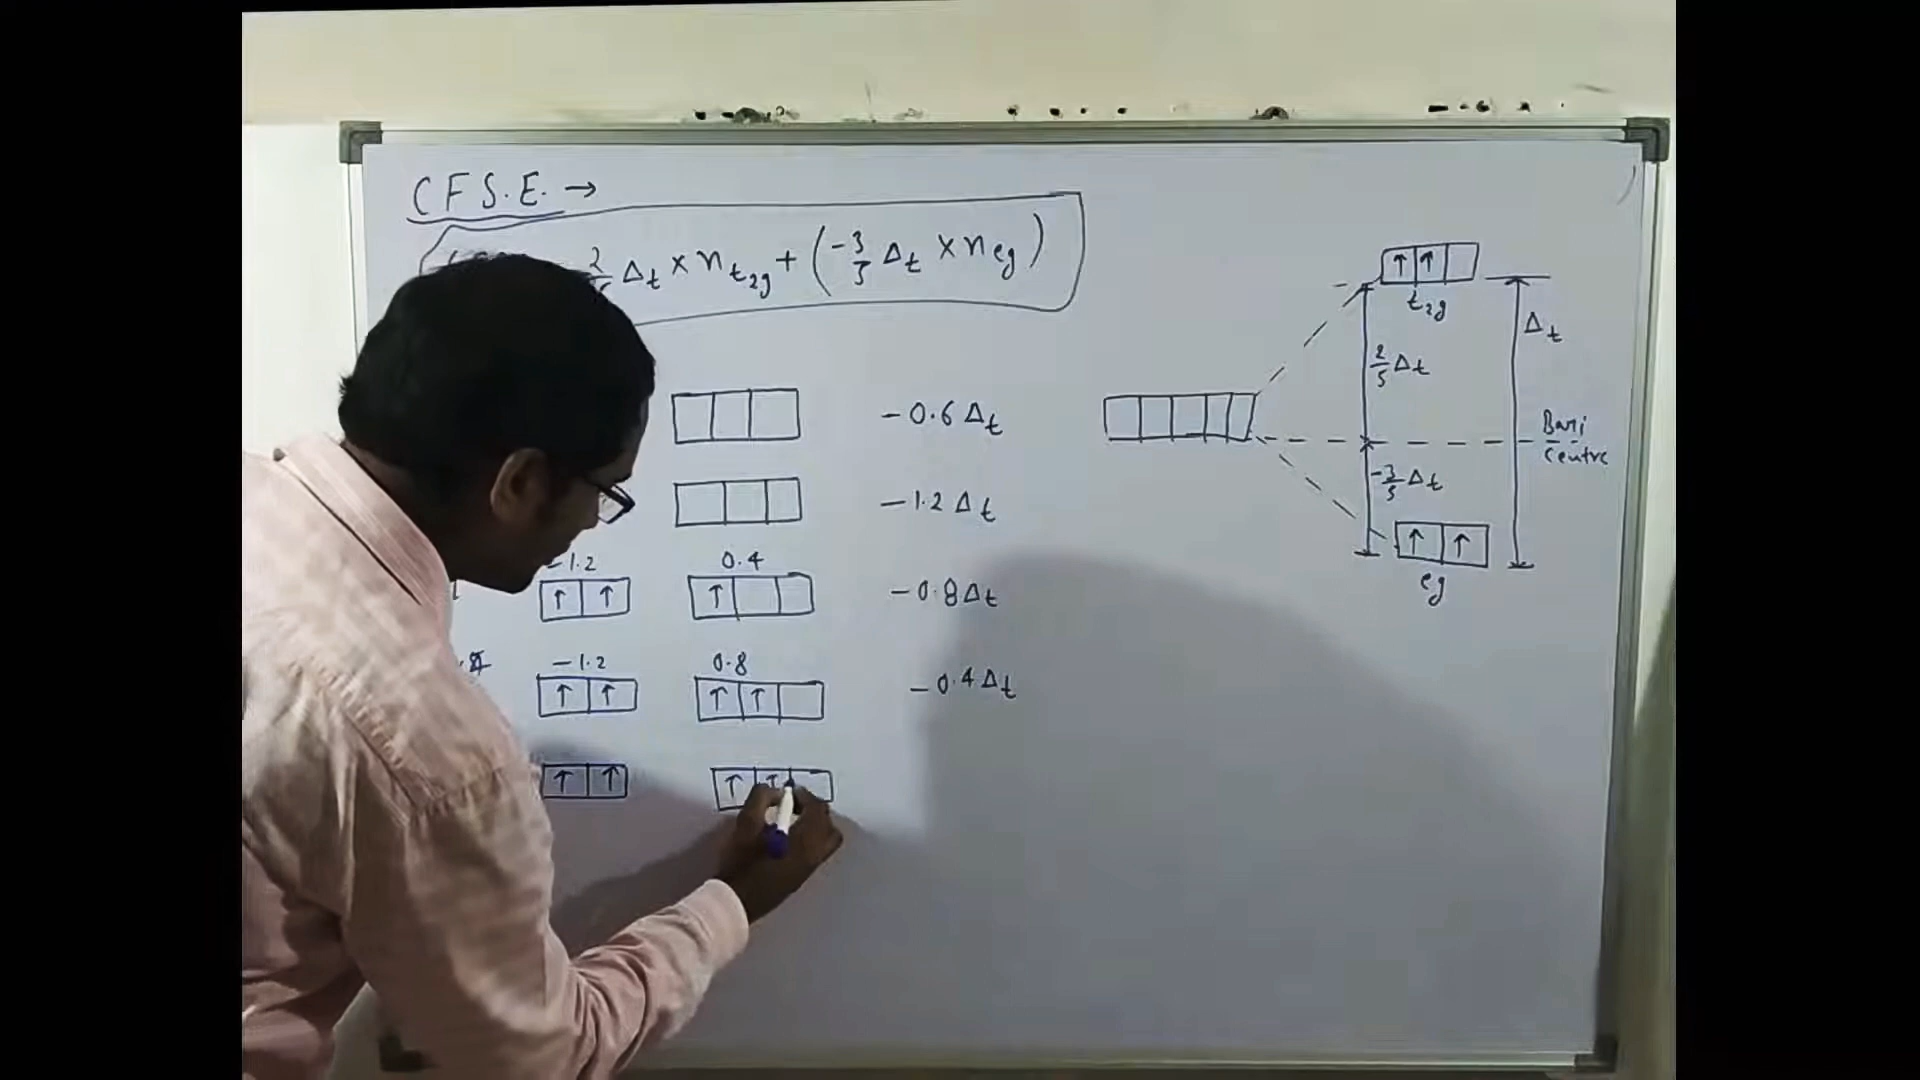 C F S. E. →
2/5 Δt × n t2g + (-3/5 Δt × n eg)
- 0.6 Δt
- 1.2 Δt
-1.2 0.4
↑ ↑ ↑ - 0.8 Δt
-1.2 0.8
↑ ↑ ↑ ↑ - 0.4 Δt
↑ ↑ ↑ ↑
↑ ↑
t2g
Δt
2/5 Δt
Bari
centre
-3/5 Δt
↑ ↑
eg